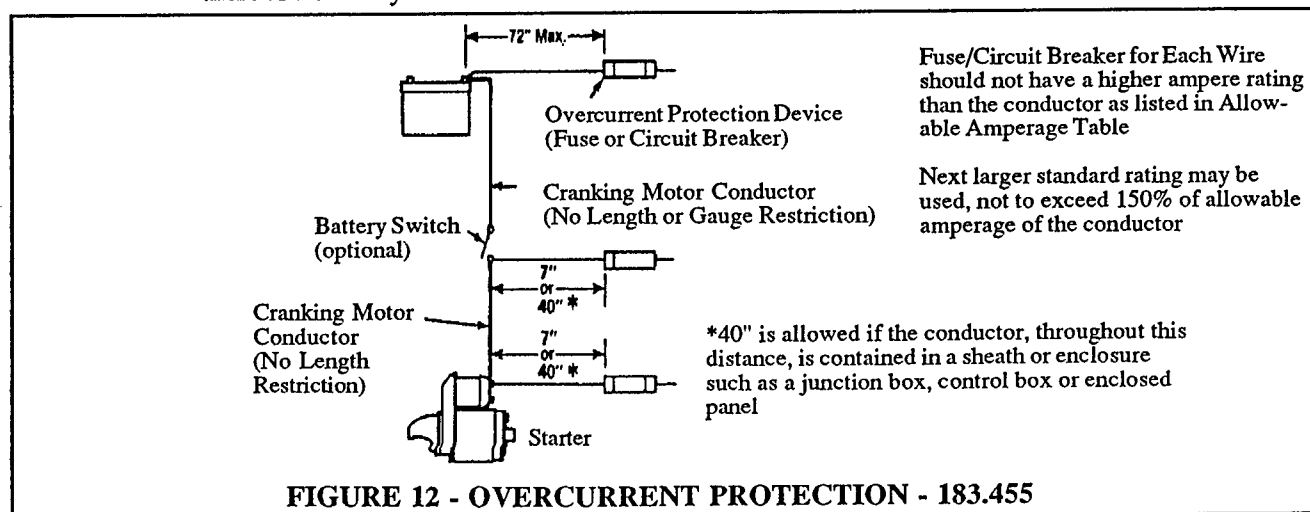 72" Max.
Fuse/Circuit Breaker for Each Wire
should not have a higher ampere rating
than the conductor as listed in Allow-
able Amperage Table
Overcurrent Protection Device
(Fuse or Circuit Breaker)
Next larger standard rating may be
used, not to exceed 150% of allowable
amperage of the conductor
Cranking Motor Conductor
(No Length or Gauge Restriction)
Battery Switch
(optional)
7"
or
40" *
Cranking Motor
Conductor
(No Length
Restriction)
7"
or
40" *
*40" is allowed if the conductor, throughout this
distance, is contained in a sheath or enclosure
such as a junction box, control box or enclosed
panel
Starter
FIGURE 12 - OVERCURRENT PROTECTION - 183.455